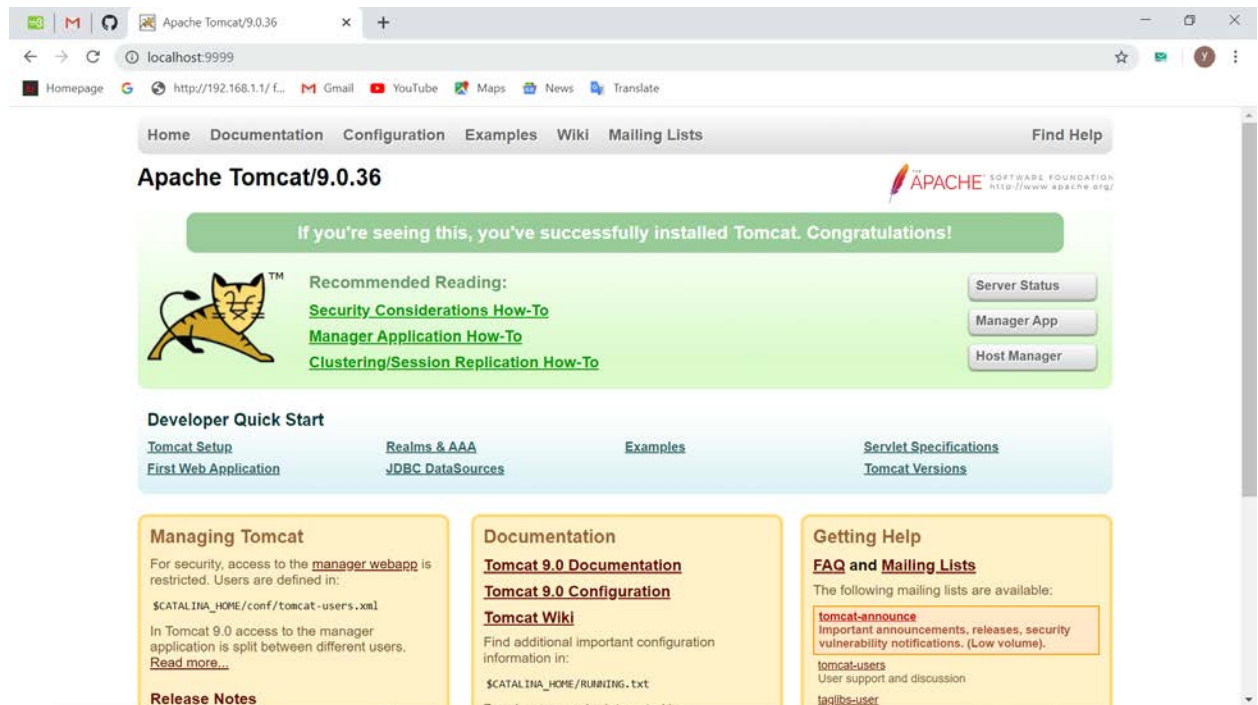 Apache Tomcat/9.0.36
localhost:9999
Homepage http://192.168.1.1/ f... Gmail YouTube Maps News Translate
Home Documentation Configuration Examples Wiki Mailing Lists Find Help
Apache Tomcat/9.0.36
THE APACHE SOFTWARE FOUNDATION
http://www.apache.org/
If you're seeing this, you've successfully installed Tomcat. Congratulations!
TM
Recommended Reading:
Security Considerations How-To
Manager Application How-To
Clustering/Session Replication How-To
Server Status
Manager App
Host Manager
Developer Quick Start
Tomcat Setup
First Web Application
Realms & AAA
JDBC DataSources
Examples
Servlet Specifications
Tomcat Versions
Managing Tomcat
For security, access to the manager webapp is
restricted. Users are defined in:
$CATALINA_HOME/conf/tomcat-users.xml
In Tomcat 9.0 access to the manager
application is split between different users.
Read more...
Release Notes
Documentation
Tomcat 9.0 Documentation
Tomcat 9.0 Configuration
Tomcat Wiki
Find additional important configuration
information in:
$CATALINA_HOME/RUNNING.txt
Getting Help
FAQ and Mailing Lists
The following mailing lists are available:
tomcat-announce
Important announcements, releases, security
vulnerability notifications. (Low volume).
tomcat-users
User support and discussion
taglibs-user